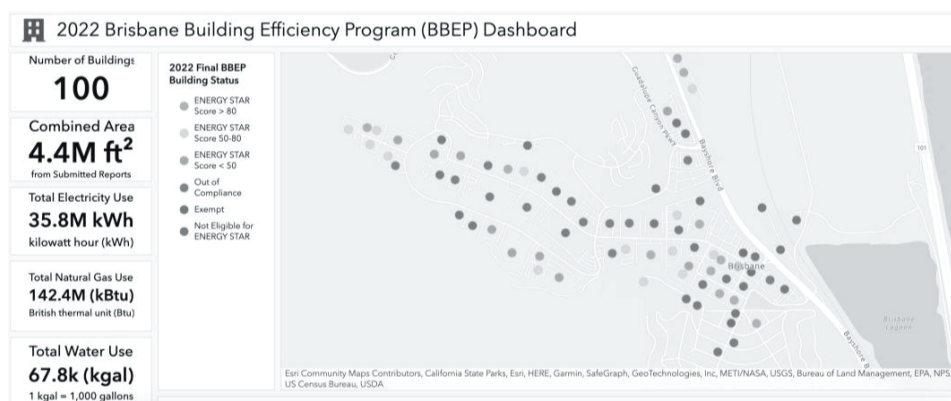 2022 Brisbane Building Efficiency Program (BBEP) Dashboard
Number of Buildings
100
Combined Area
4.4M ft²
from Submitted Reports
Total Electricity Use
35.8M kWh
kilowatt hour (kWh)
Total Natural Gas Use
142.4M (kBtu)
British thermal unit (Btu)
Total Water Use
67.8k (kgal)
1 kgal = 1,000 gallons
2022 Final BBEP
Building Status
ENERGY STAR
Score > 80
ENERGY STAR
Score 50-80
ENERGY STAR
Score < 50
Out of
Compliance
Exempt
Not Eligible for
ENERGY STAR
Guadalupe Canyon Pkwy
Bayshore Blvd
101
Brisbane
Brisbane
Lagoon
Bayshore B
Esri Community Maps Contributors, California State Parks, Esri, HERE, Garmin, SafeGraph, GeoTechnologies, Inc, METI/NASA, USGS, Bureau of Land Management, EPA, NPS,
US Census Bureau, USDA